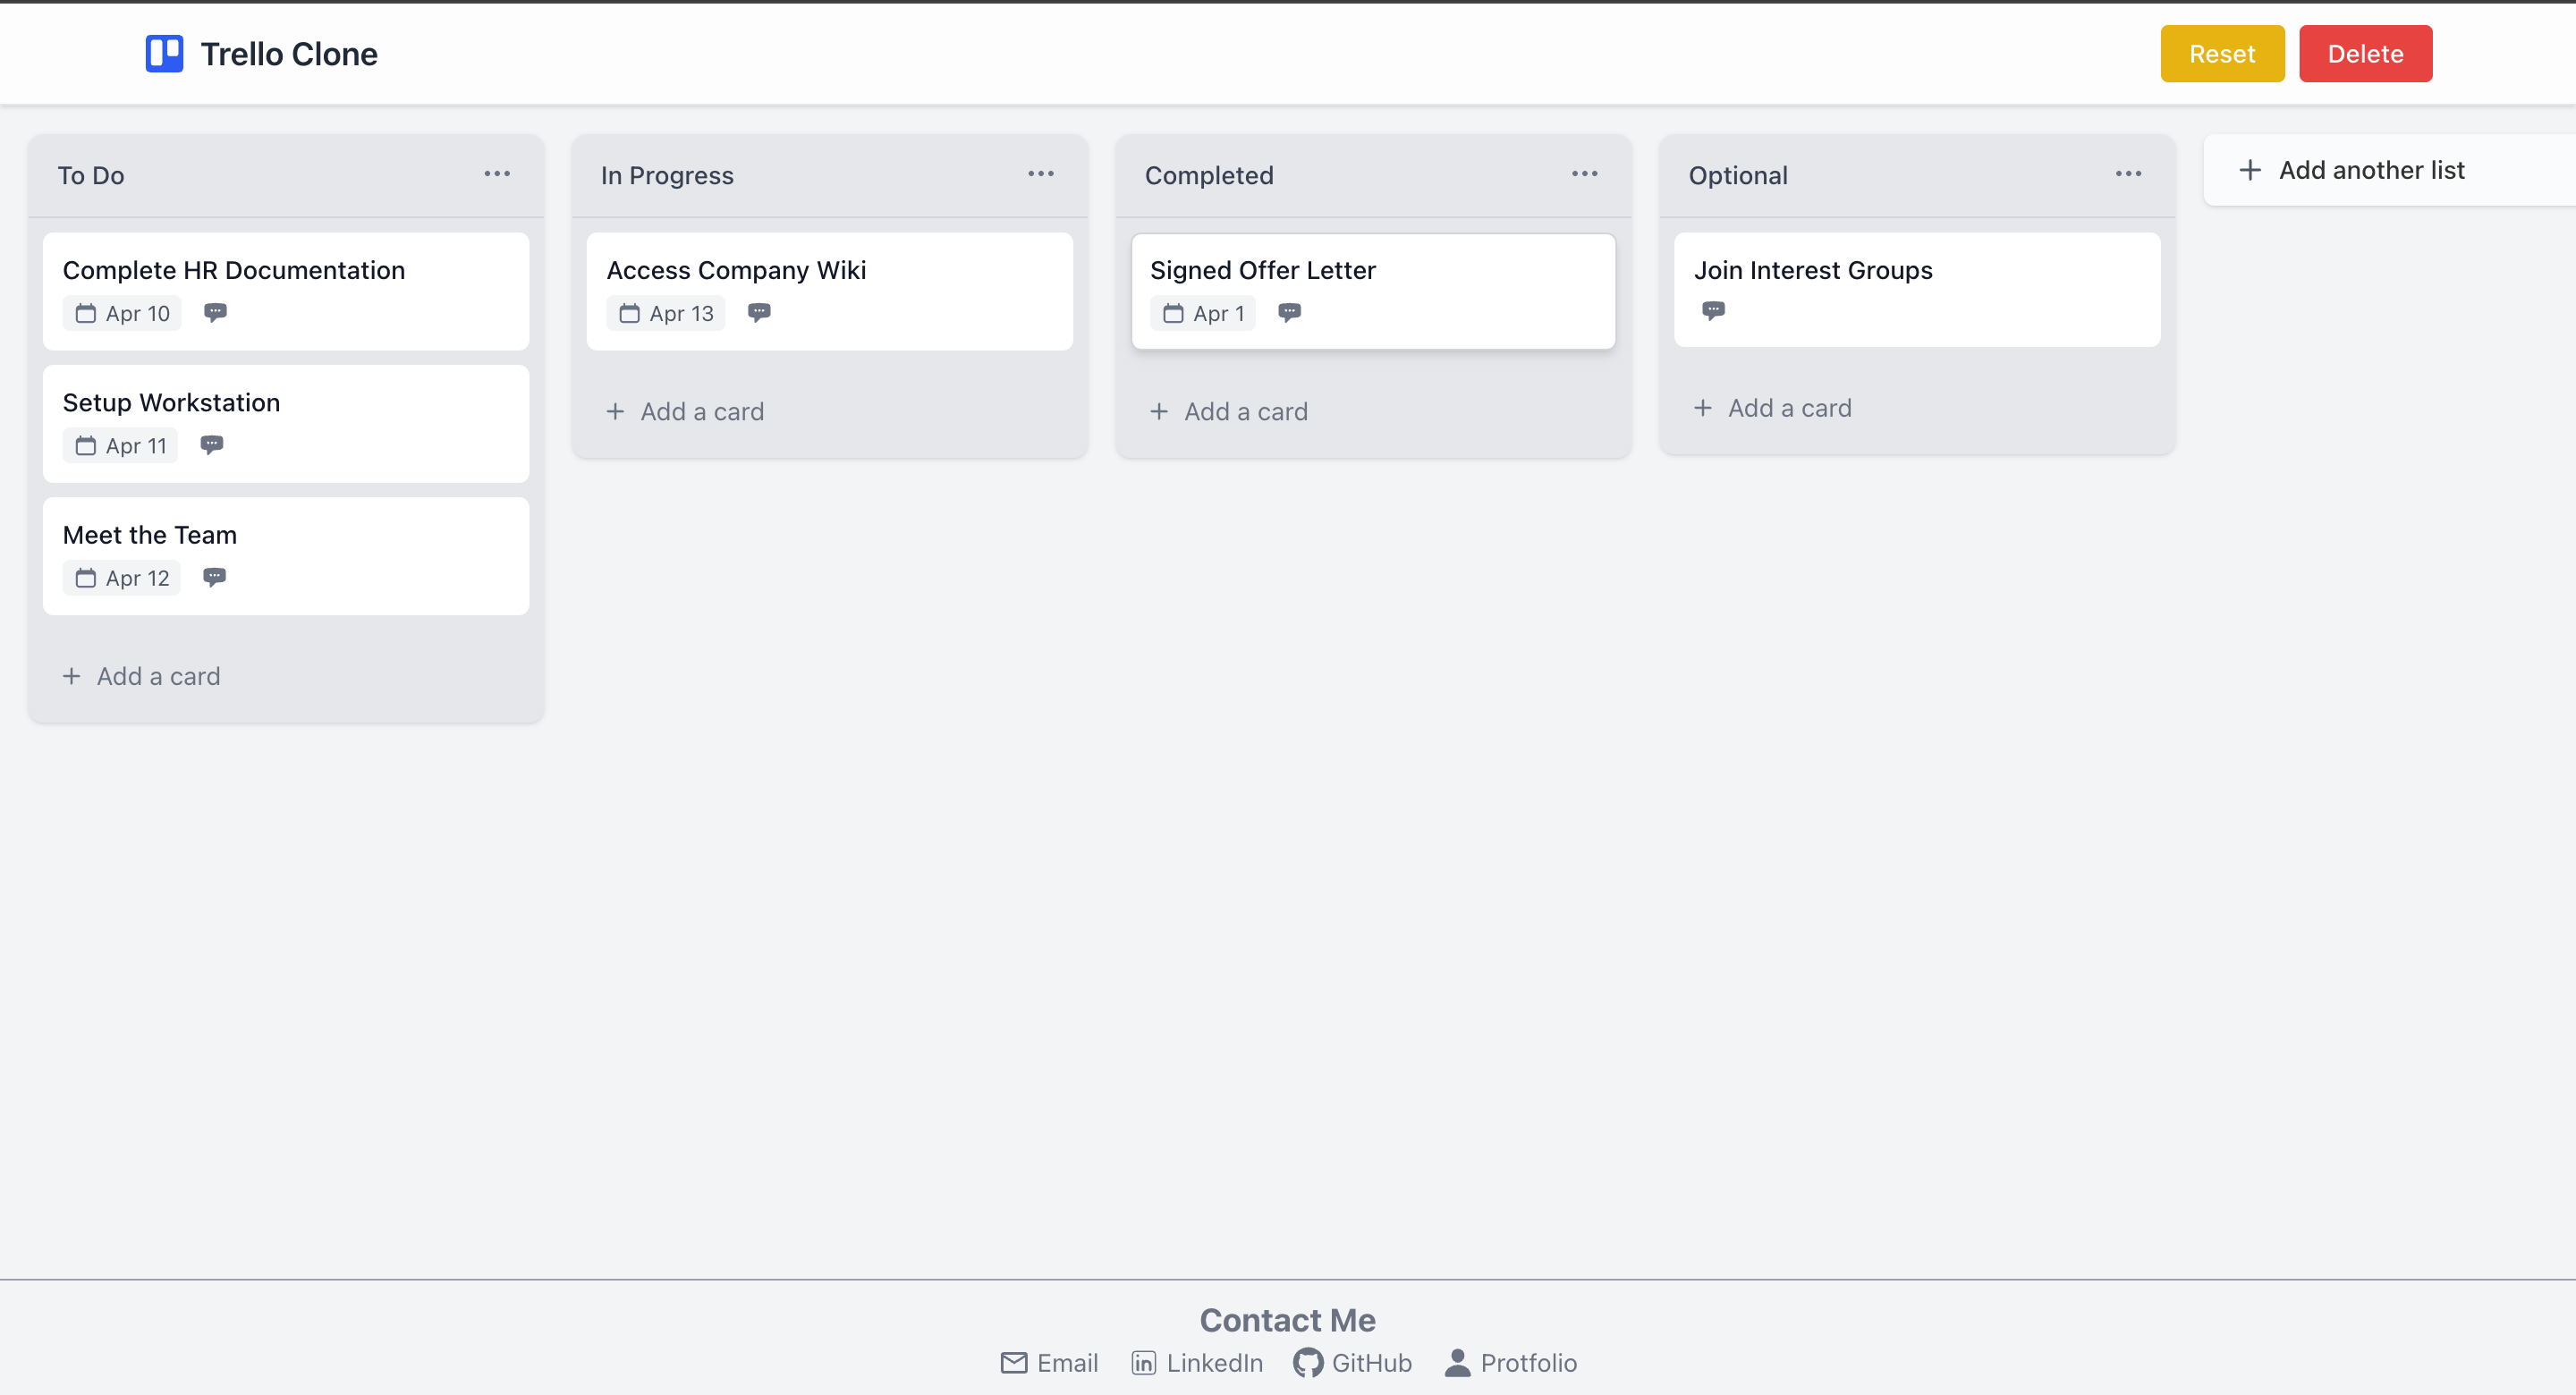 Trello Clone
Reset
Delete
To Do
Complete HR Documentation
Apr 10
Setup Workstation
Apr 11
Meet the Team
Apr 12
+ Add a card
In Progress
Access Company Wiki
Apr 13
+ Add a card
Completed
Signed Offer Letter
Apr 1
+ Add a card
Optional
Join Interest Groups
+ Add a card
+ Add another list
Contact Me
Email LinkedIn GitHub Protfolio